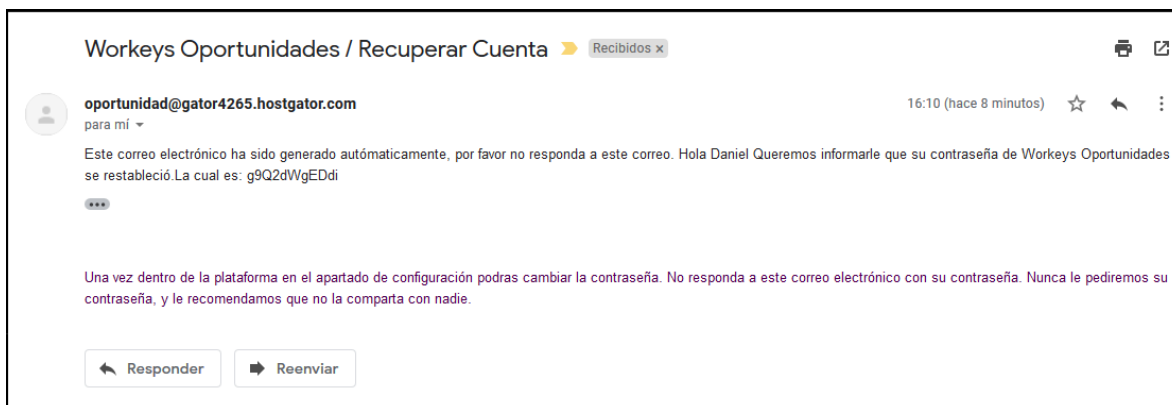 Workeys Oportunidades / Recuperar Cuenta Recibidos x
oportunidad@gator4265.hostgator.com 16:10 (hace 8 minutos)
para mí
Este correo electrónico ha sido generado autómaticamente, por favor no responda a este correo. Hola Daniel Queremos informarle que su contraseña de Workeys Oportunidades
se restableció.La cual es: g9Q2dWgEDdi
Una vez dentro de la plataforma en el apartado de configuración podras cambiar la contraseña. No responda a este correo electrónico con su contraseña. Nunca le pediremos su
contraseña, y le recomendamos que no la comparta con nadie.
Responder Reenviar